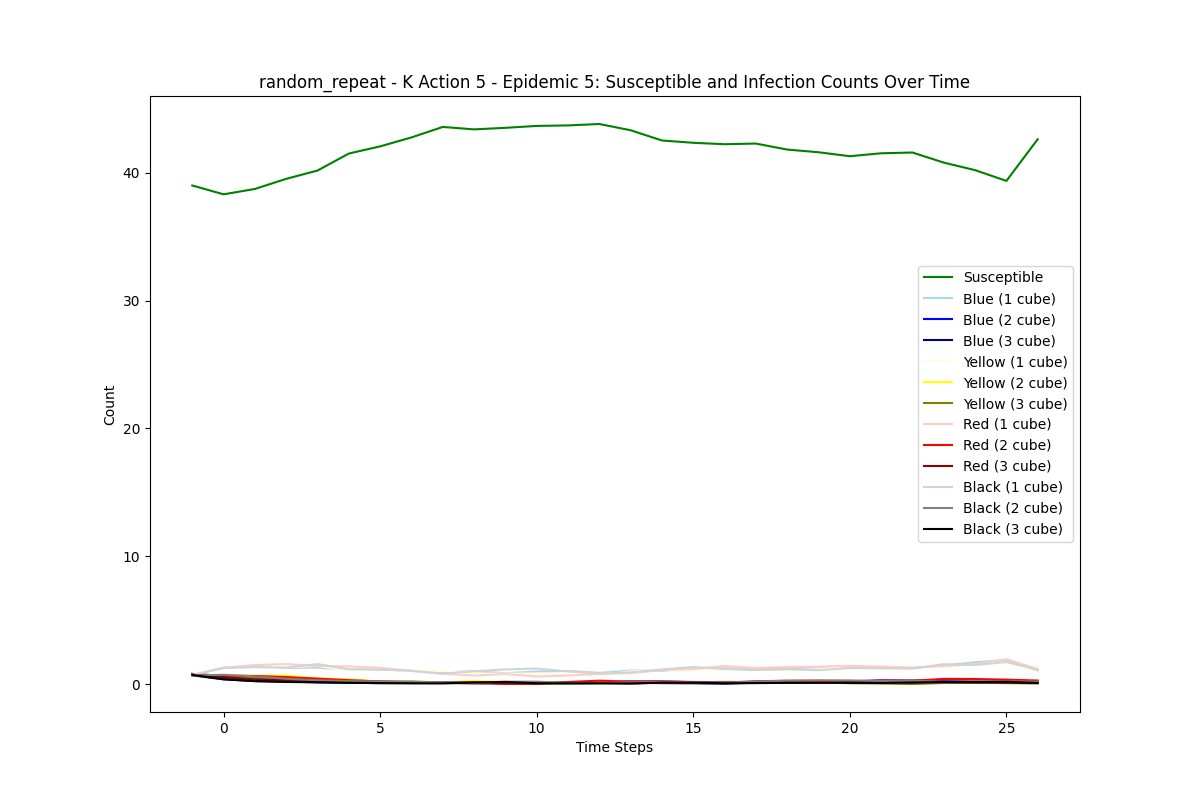 random_repeat - K Action 5 - Epidemic 5: Susceptible and Infection Counts Over Time
Count
40
30
20
10
0
Susceptible
Blue (1 cube)
Blue (2 cube)
Blue (3 cube)
Yellow (1 cube)
Yellow (2 cube)
Yellow (3 cube)
Red (1 cube)
Red (2 cube)
Red (3 cube)
Black (1 cube)
Black (2 cube)
Black (3 cube)
0 5 10 15 20 25
Time Steps